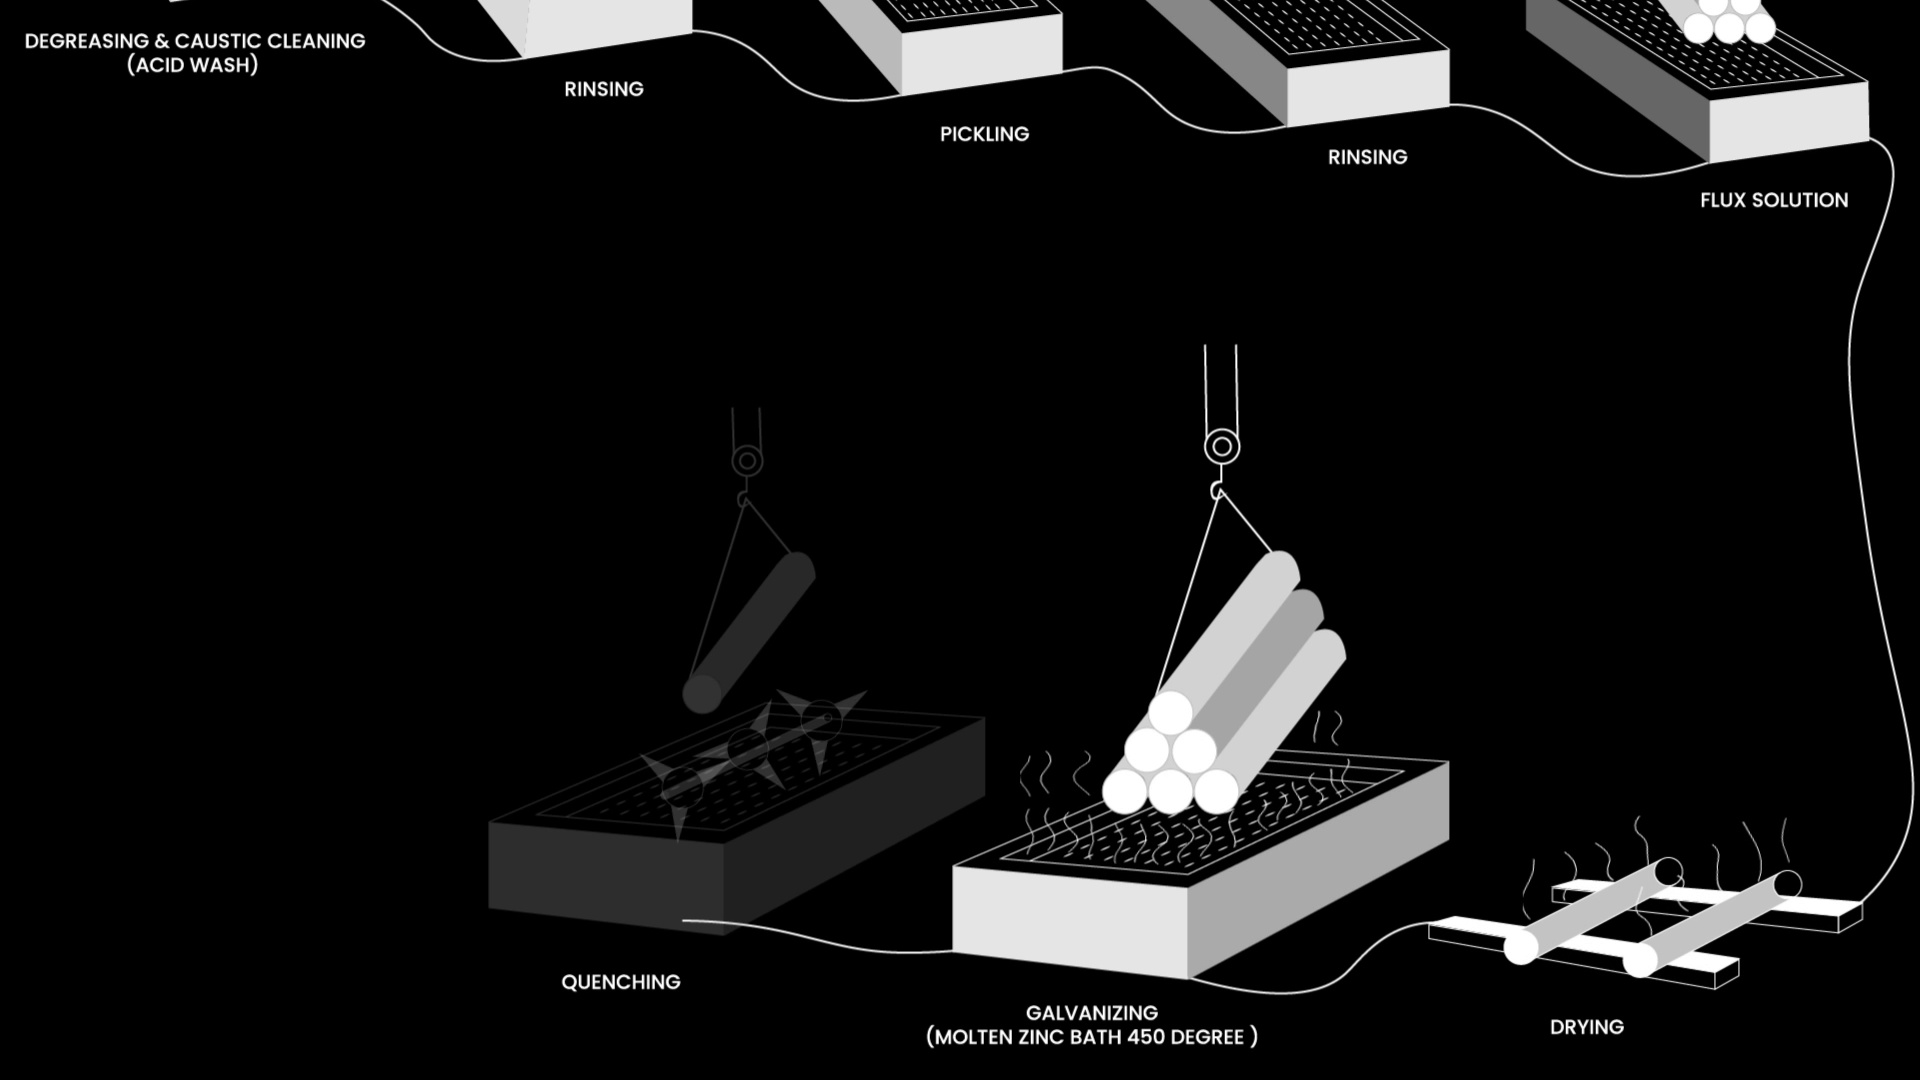 DEGREASING & CAUSTIC CLEANING
(ACID WASH)
RINSING
PICKLING
RINSING
FLUX SOLUTION
QUENCHING
GALVANIZING
(MOLTEN ZINC BATH 450 DEGREE )
DRYING